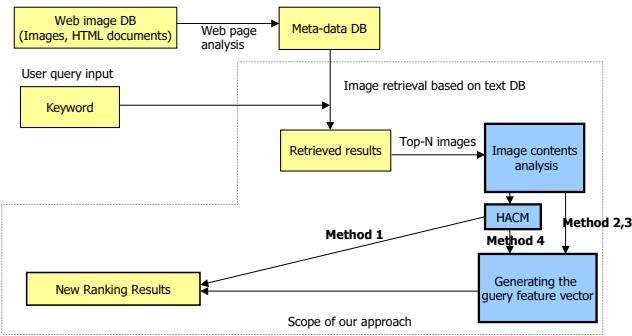 Web image DB
(Images, HTML documents)
Web page
analysis
Meta-data DB
User query input
Keyword
Image retrieval based on text DB
Retrieved results
Top-N images
Image contents
analysis
HACM
Method 1
Method 2,3
Method 4
New Ranking Results
Generating the
query feature vector
Scope of our approach